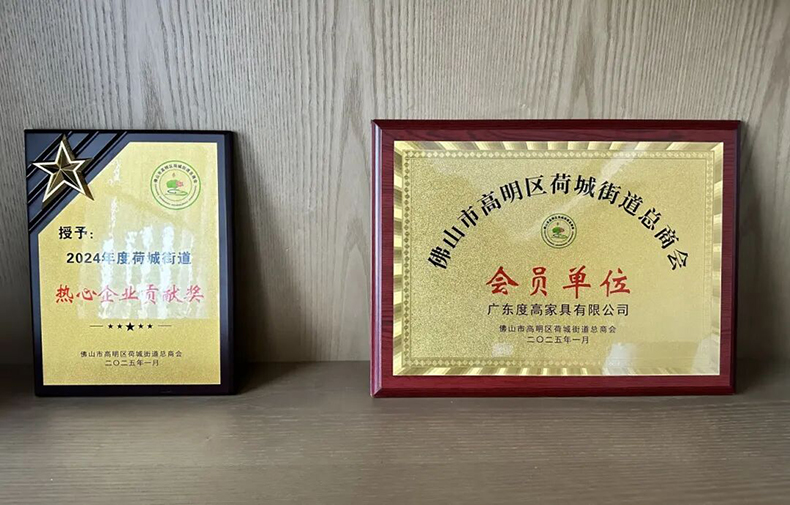 授予：
2024年度荷城街道
热心企业贡献奖
佛山市高明区荷城街道总商会
二〇二五年一月
佛山市高明区荷城街道总商会
会员单位
广东度高家具有限公司
佛山市高明区荷城街道总商会
二〇二五年一月